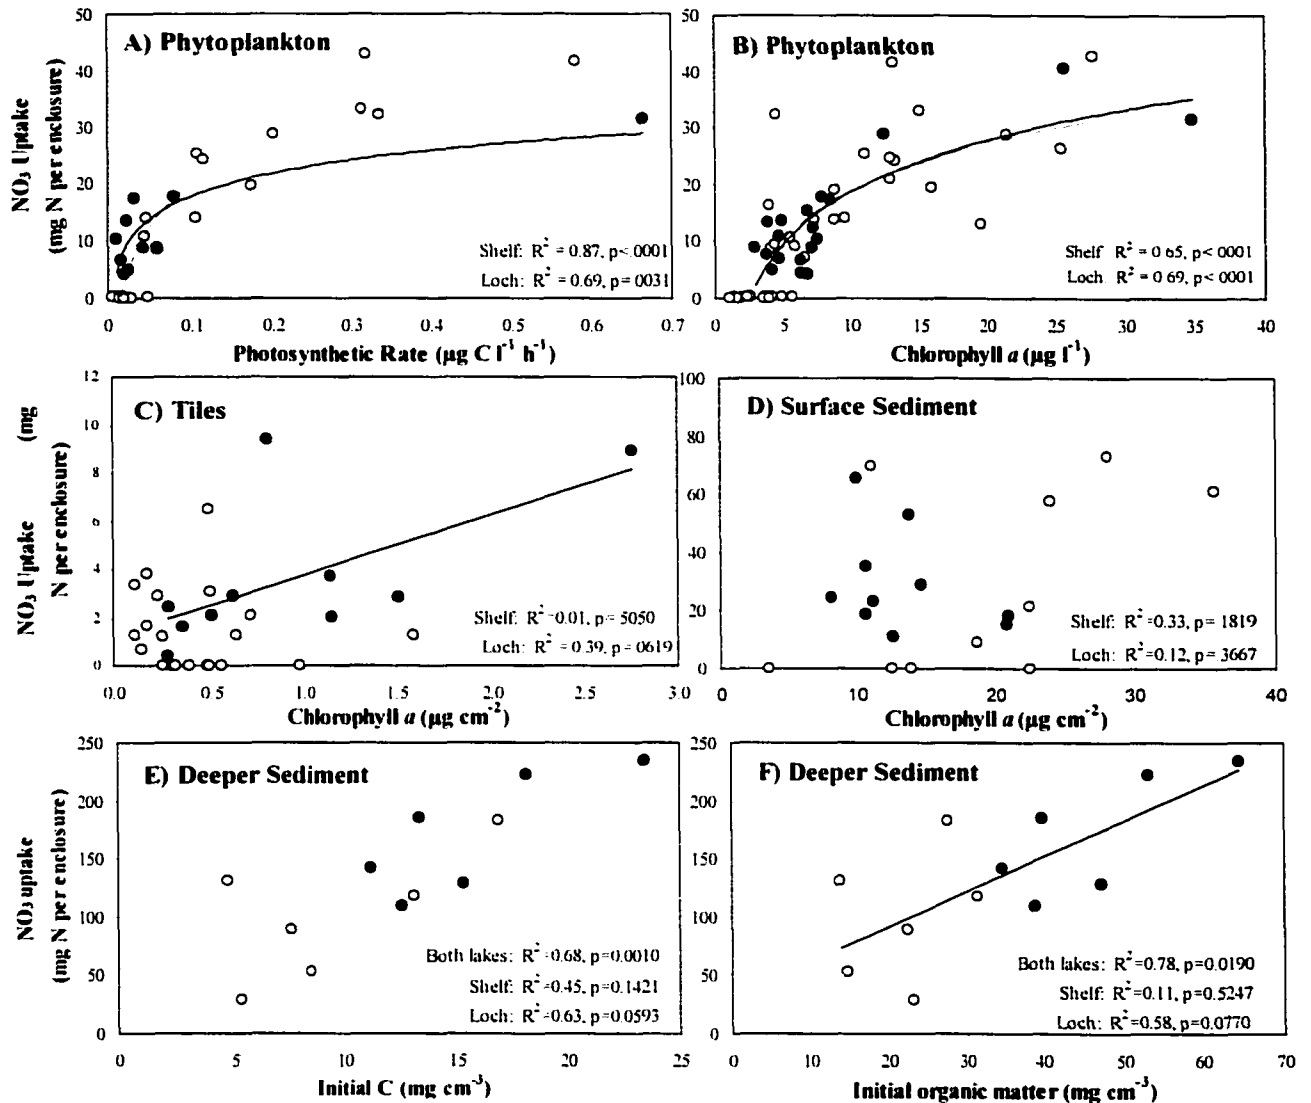 A) Phytoplankton
NO3 Uptake
(mg N per enclosure)
50
40
30
20
10
0
Shelf: R² = 0.87, p<.0001
Loch: R² = 0.69, p=0031
0 0.1 0.2 0.3 0.4 0.5 0.6 0.7
Photosynthetic Rate (µg C l⁻¹ h⁻¹)
B) Phytoplankton
50
40
30
20
10
0
Shelf R² = 0.65, p<0001
Loch: R² = 0.69, p<0001
0 5 10 15 20 25 30 35 40
Chlorophyll a (µg l⁻¹)
C) Tiles
NO3 Uptake (mg
N per enclosure)
12
10
8
6
4
2
0
Shelf: R²=0.01, p=5050
Loch: R²=0.39, p=0619
0.0 0.5 1.0 1.5 2.0 2.5 3.0
Chlorophyll a (µg cm⁻²)
D) Surface Sediment
100
80
60
40
20
0
Shelf: R²=0.33, p=1819
Loch: R²=0.12, p=3667
0 10 20 30 40
Chlorophyll a (µg cm⁻²)
E) Deeper Sediment
NO3 uptake
(mg N per enclosure)
250
200
150
100
50
0
Both lakes: R²=0.68, p=0.0010
Shelf: R²=0.45, p=0.1421
Loch: R²=0.63, p=0.0593
0 5 10 15 20 25
Initial C (mg cm⁻³)
F) Deeper Sediment
250
200
150
100
50
0
Both lakes: R²=0.78, p=0.0190
Shelf: R²=0.11, p=0.5247
Loch: R²=0.58, p=0.0770
0 10 20 30 40 50 60 70
Initial organic matter (mg cm⁻³)